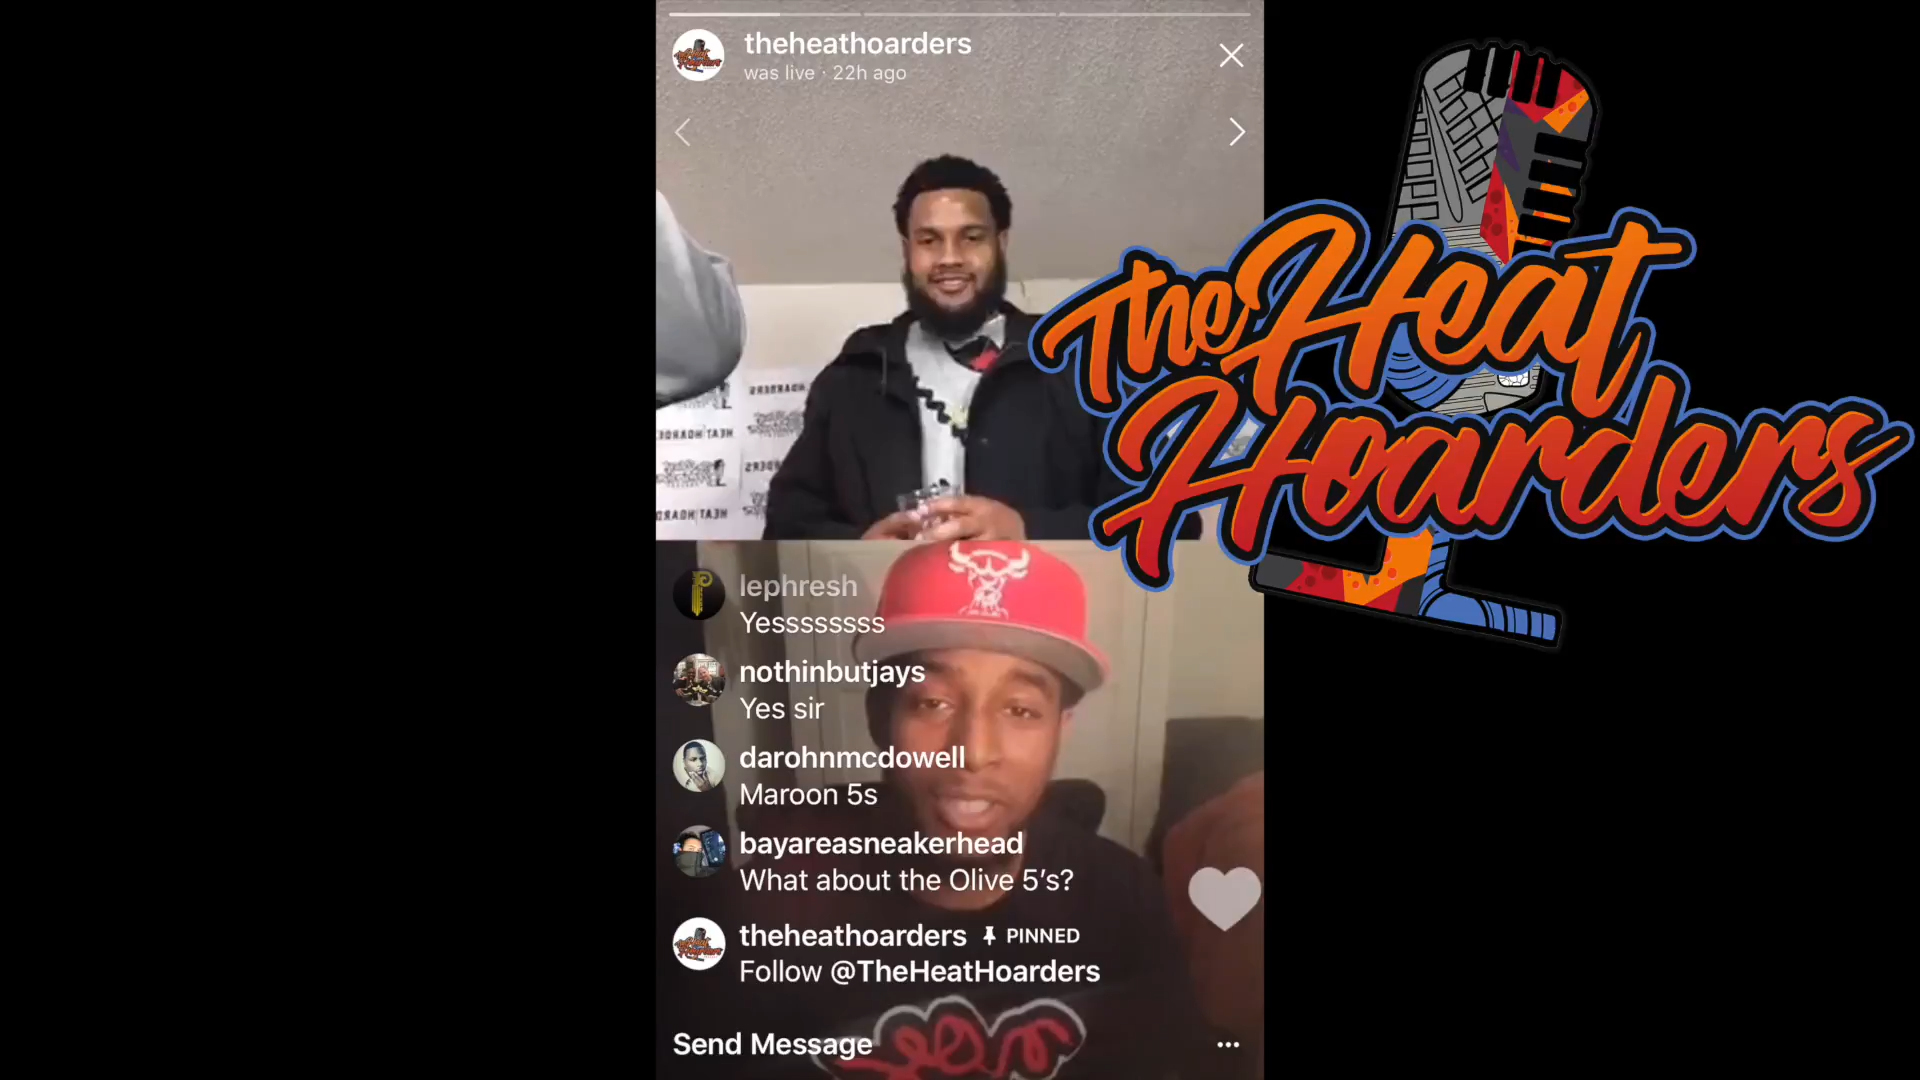 theheathoarders
was live · 22h ago
The Heat
Hoarders
lephresh
Yessssssss
nothinbutjays
Yes sir
darohnmcdowell
Maroon 5s
bayareasneakerhead
What about the Olive 5's?
theheathoarders PINNED
Follow @TheHeatHoarders
Send Message